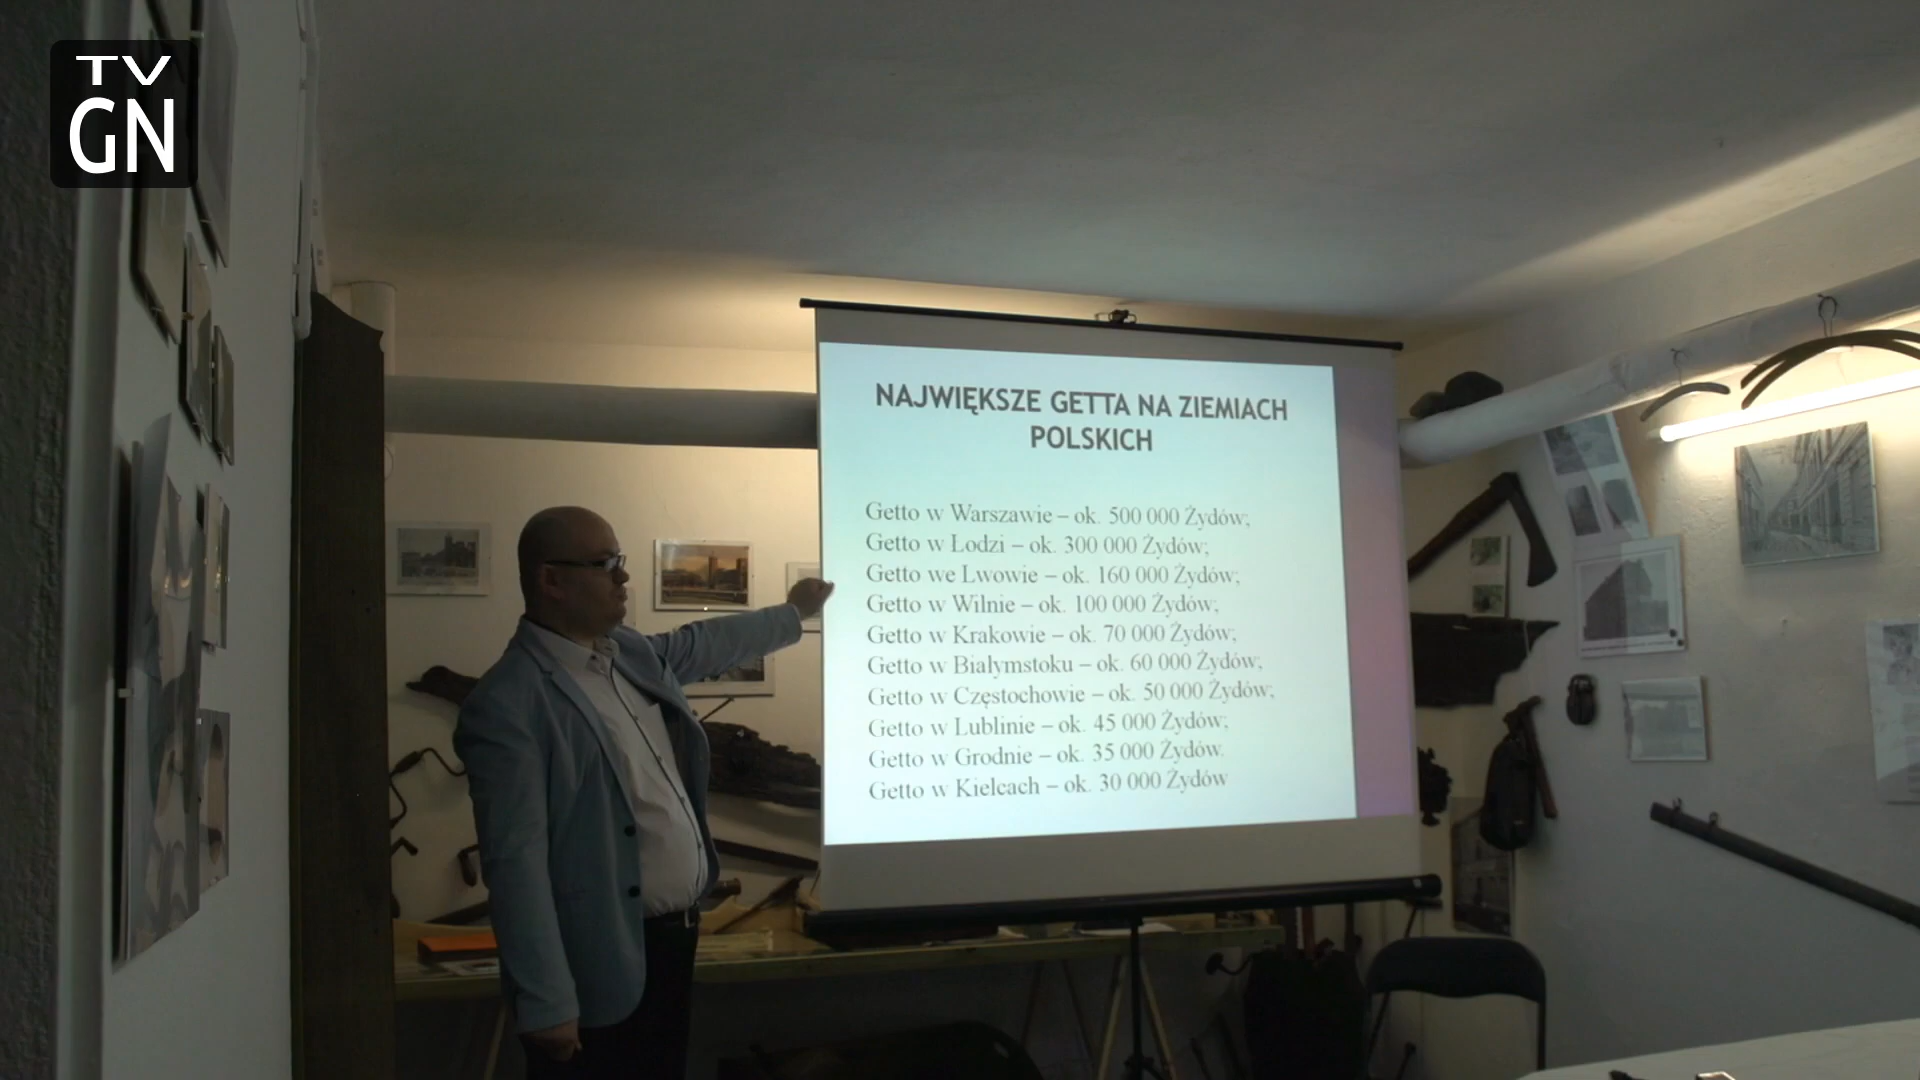 TV
GN
NAJWIĘKSZE GETTA NA ZIEMIACH
POLSKICH
Getto w Warszawie – ok. 500 000 Żydów;
Getto w Łodzi – ok. 300 000 Żydów;
Getto we Lwowie – ok. 160 000 Żydów;
Getto w Wilnie – ok. 100 000 Żydów;
Getto w Krakowie – ok. 70 000 Żydów;
Getto w Białymstoku – ok. 60 000 Żydów;
Getto w Częstochowie – ok. 50 000 Żydów;
Getto w Lublinie – ok. 45 000 Żydów;
Getto w Grodnie – ok. 35 000 Żydów.
Getto w Kielcach – ok. 30 000 Żydów